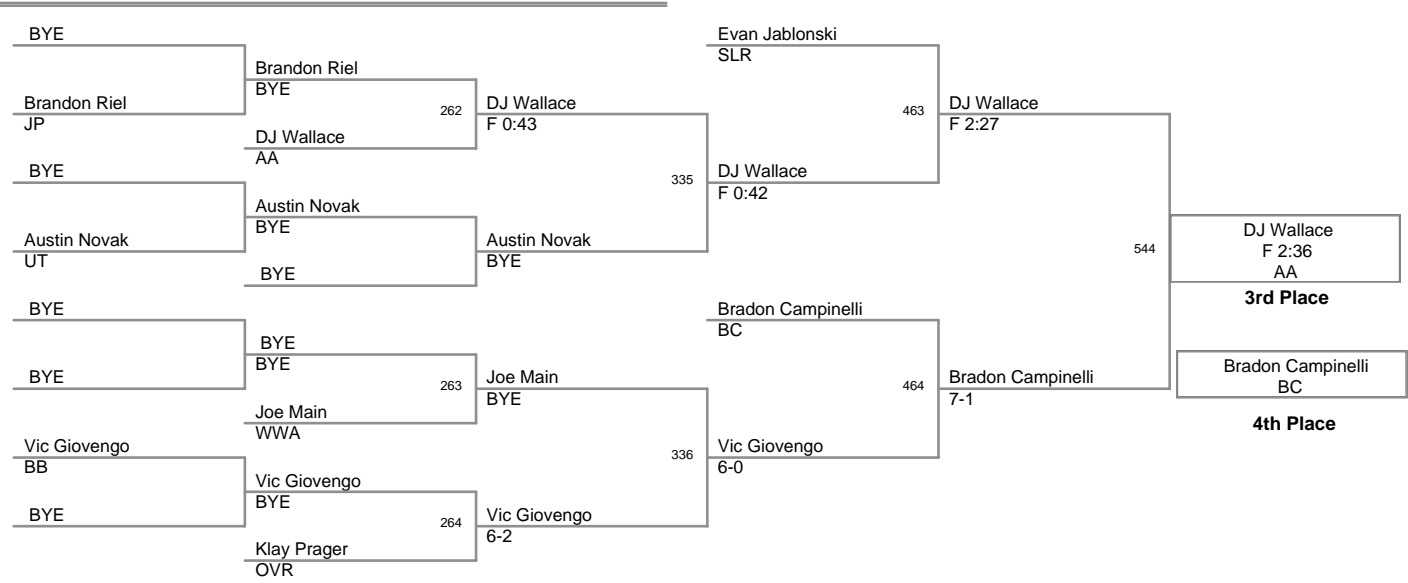 BYE
Brandon Riel
JP
BYE
Austin Novak
UT
BYE
BYE
Vic Giovengo
BB
BYE
Brandon Riel
BYE
262
DJ Wallace
AA
Austin Novak
BYE
BYE
BYE
BYE
263
Joe Main
WWA
Vic Giovengo
BYE
264
Klay Prager
OVR
DJ Wallace
F 0:43
335
Austin Novak
BYE
Joe Main
BYE
336
Vic Giovengo
6-2
Evan Jablonski
SLR
463
DJ Wallace
F 0:42
Bradon Campinelli
BC
464
Vic Giovengo
6-0
DJ Wallace
F 2:27
544
Bradon Campinelli
7-1
DJ Wallace
F 2:36
AA
3rd Place
Bradon Campinelli
BC
4th Place